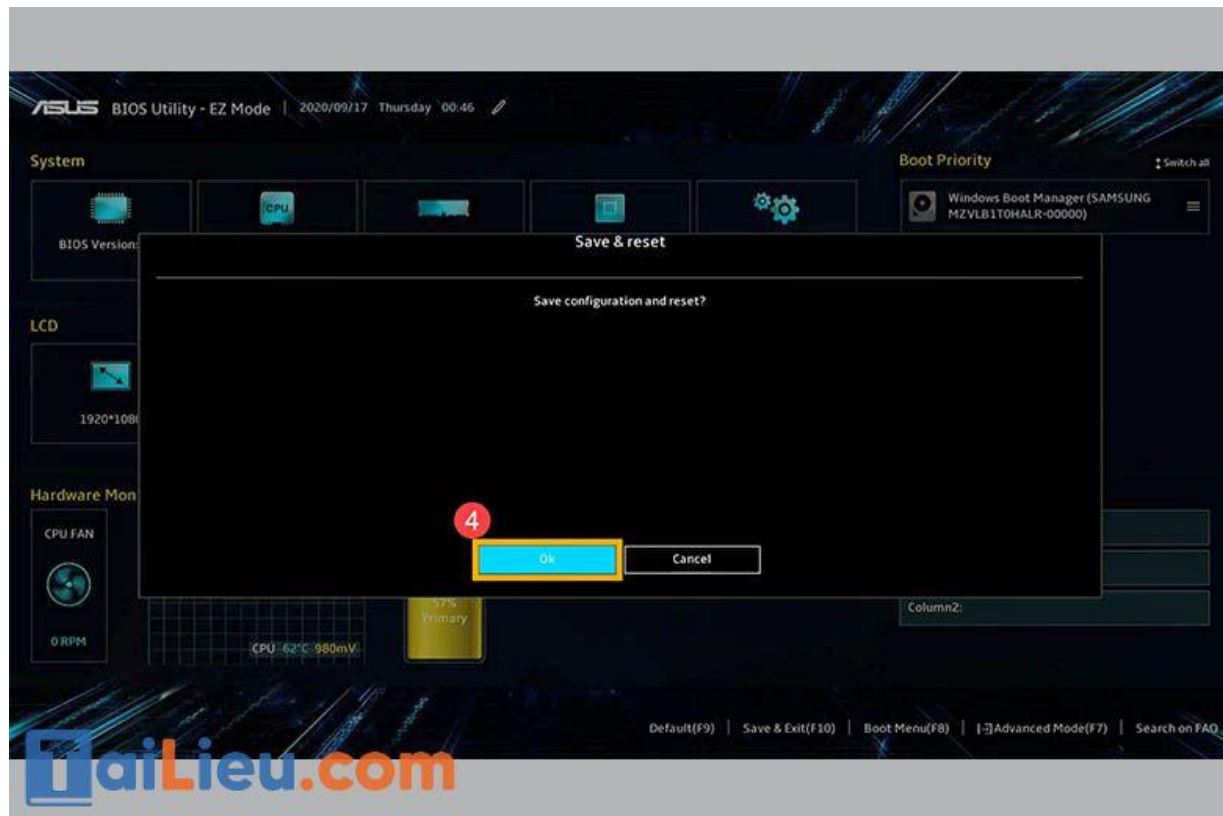 ASUS BIOS Utility - EZ Mode | 2020/09/17 Thursday 00:46
System
Boot Priority
Switch all
CPU
Windows Boot Manager (SAMSUNG
MZVLB1T0HALR-00000)
BIOS Version:
Save & reset
Save configuration and reset?
LCD
1920*108
Hardware Mon
4
CPU FAN
Ok
Cancel
57%
Primary
Column2:
0 RPM
CPU 62°C 980mV
Default(F9) | Save & Exit(F10) | Boot Menu(F8) | Advanced Mode(F7) | Search on FAQ
TaiLieu.com